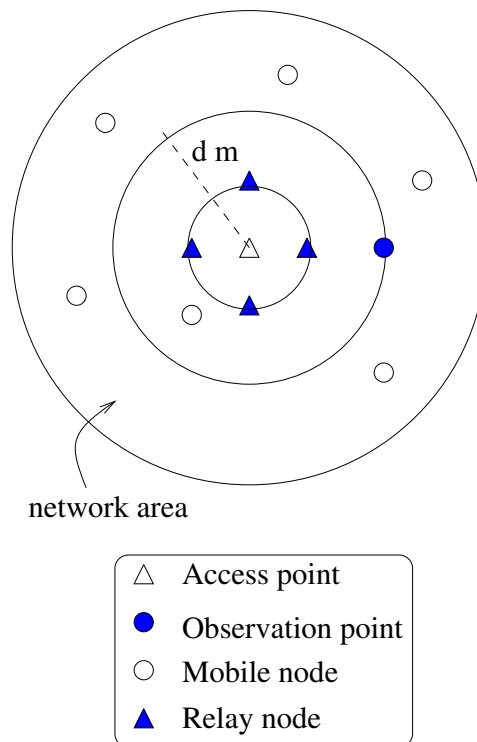 d m
network area
Access point
Observation point
Mobile node
Relay node